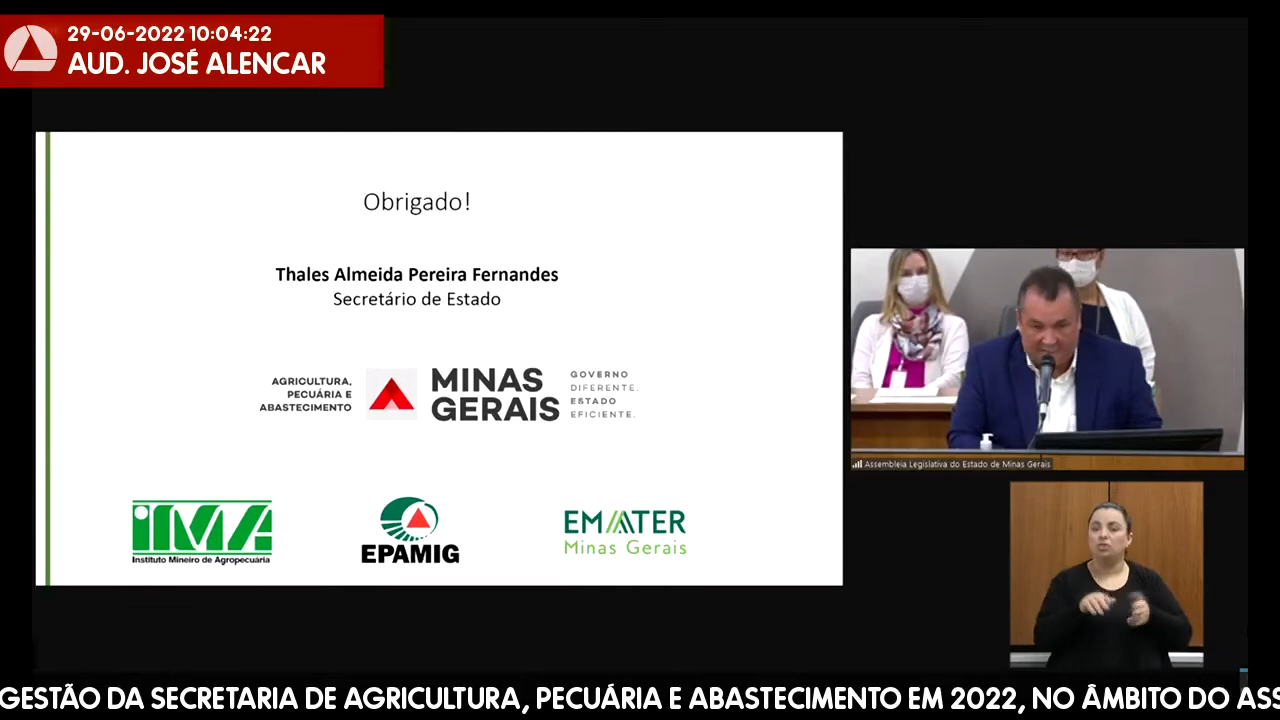 29-06-2022 10:04:22
AUD. JOSÉ ALENCAR
Obrigado!
Thales Almeida Pereira Fernandes
Secretário de Estado
AGRICULTURA,
PECUÁRIA E
ABASTECIMENTO
MINAS
GERAIS
GOVERNO
DIFERENTE.
ESTADO
EFICIENTE.
IMA
Instituto Mineiro de Agropecuária
EPAMIG
EMATER
Minas Gerais
Assembleia Legislativa do Estado de Minas Gerais
GESTÃO DA SECRETARIA DE AGRICULTURA, PECUÁRIA E ABASTECIMENTO EM 2022, NO ÂMBITO DO ASS